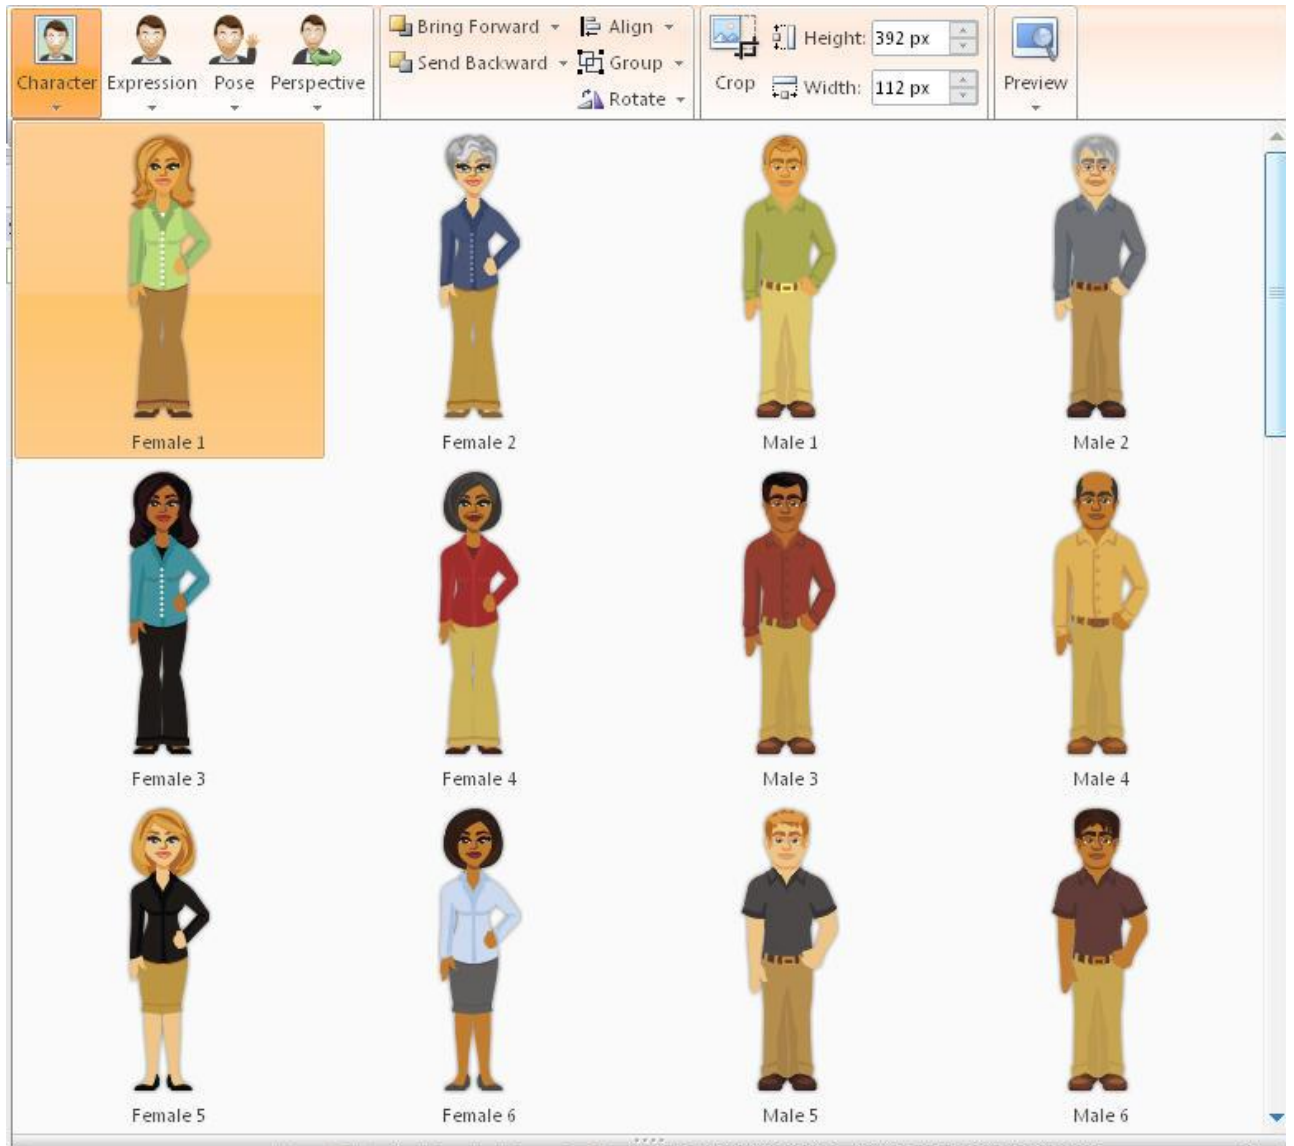 Character
Expression
Pose
Perspective
Bring Forward
Send Backward
Align
Group
Rotate
Crop
Height: 392 px
Width: 112 px
Preview
Female 1
Female 2
Male 1
Male 2
Female 3
Female 4
Male 3
Male 4
Female 5
Female 6
Male 5
Male 6